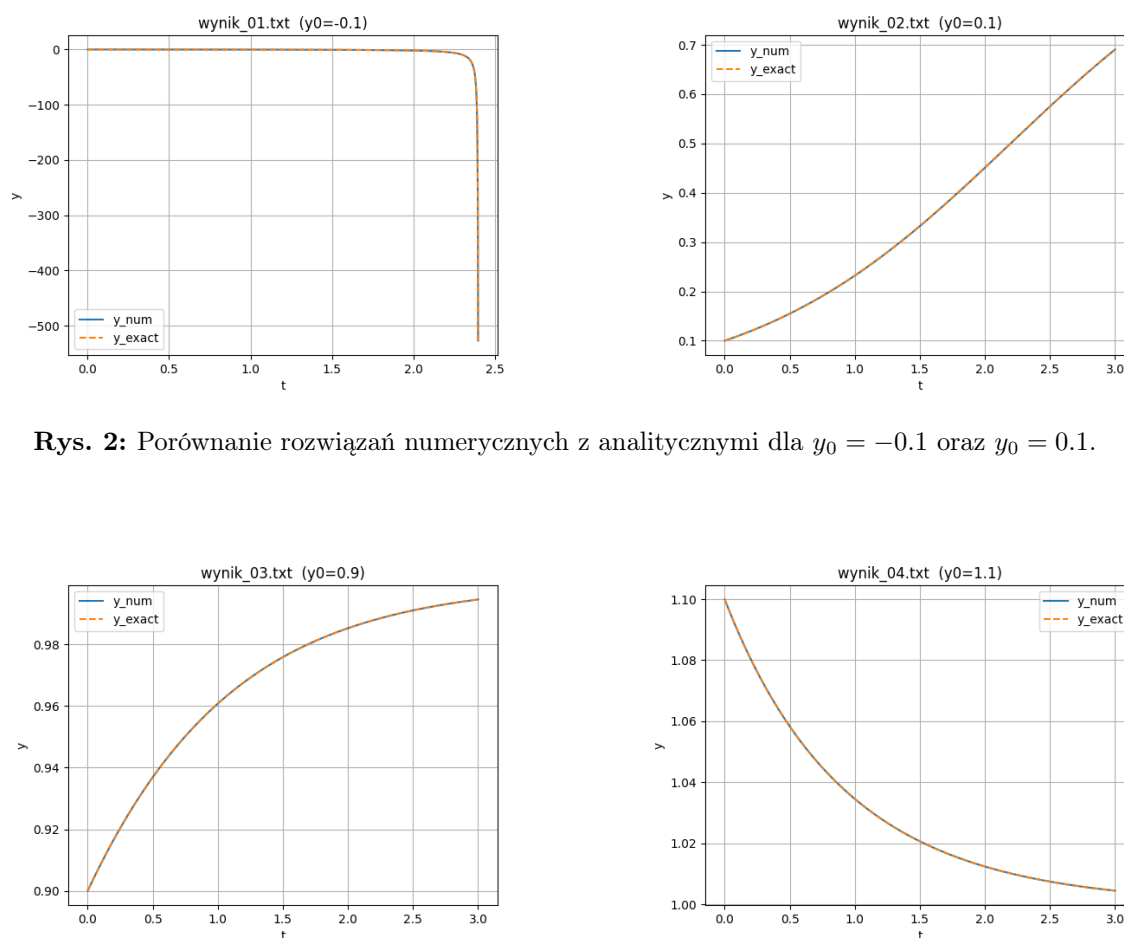 wynik_01.txt (y0=-0.1)
0
−100
−200
−300
−400
−500
y
y_num
y_exact
0.0 0.5 1.0 1.5 2.0 2.5
t
wynik_02.txt (y0=0.1)
0.7
0.6
0.5
0.4
0.3
0.2
0.1
y
y_num
y_exact
0.0 0.5 1.0 1.5 2.0 2.5 3.0
t
Rys. 2: Porównanie rozwiązań numerycznych z analitycznymi dla y₀ = −0.1 oraz y₀ = 0.1.
wynik_03.txt (y0=0.9)
0.98
0.96
0.94
0.92
0.90
y
y_num
y_exact
0.0 0.5 1.0 1.5 2.0 2.5 3.0
t
wynik_04.txt (y0=1.1)
1.10
1.08
1.06
1.04
1.02
1.00
y
y_num
y_exact
0.0 0.5 1.0 1.5 2.0 2.5 3.0
t